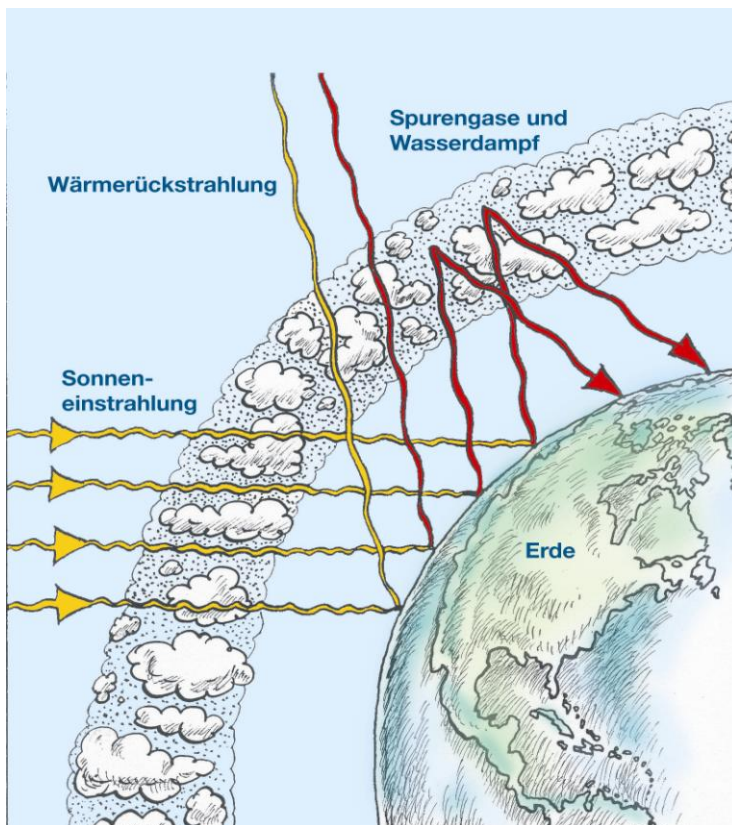 Spurengase und
Wasserdampf
Wärmerückstrahlung
Sonnen-
einstrahlung
Erde